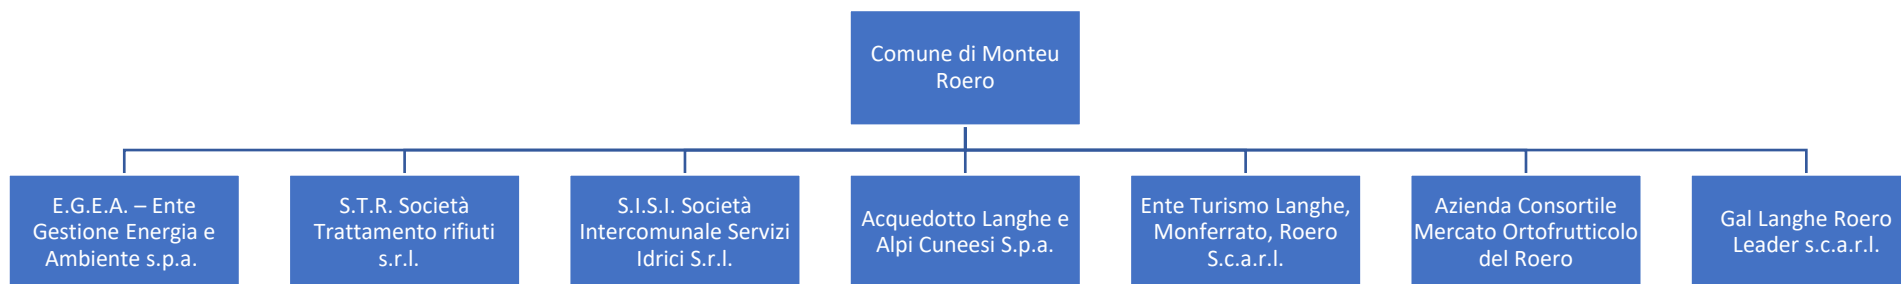 Comune di Monteu
Roero
E.G.E.A. – Ente
Gestione Energia e
Ambiente s.p.a.
S.T.R. Società
Trattamento rifiuti
s.r.l.
S.I.S.I. Società
Intercomunale Servizi
Idrici S.r.l.
Acquedotto Langhe e
Alpi Cuneesi S.p.a.
Ente Turismo Langhe,
Monferrato, Roero
S.c.a.r.l.
Azienda Consortile
Mercato Ortofrutticolo
del Roero
Gal Langhe Roero
Leader s.c.a.r.l.